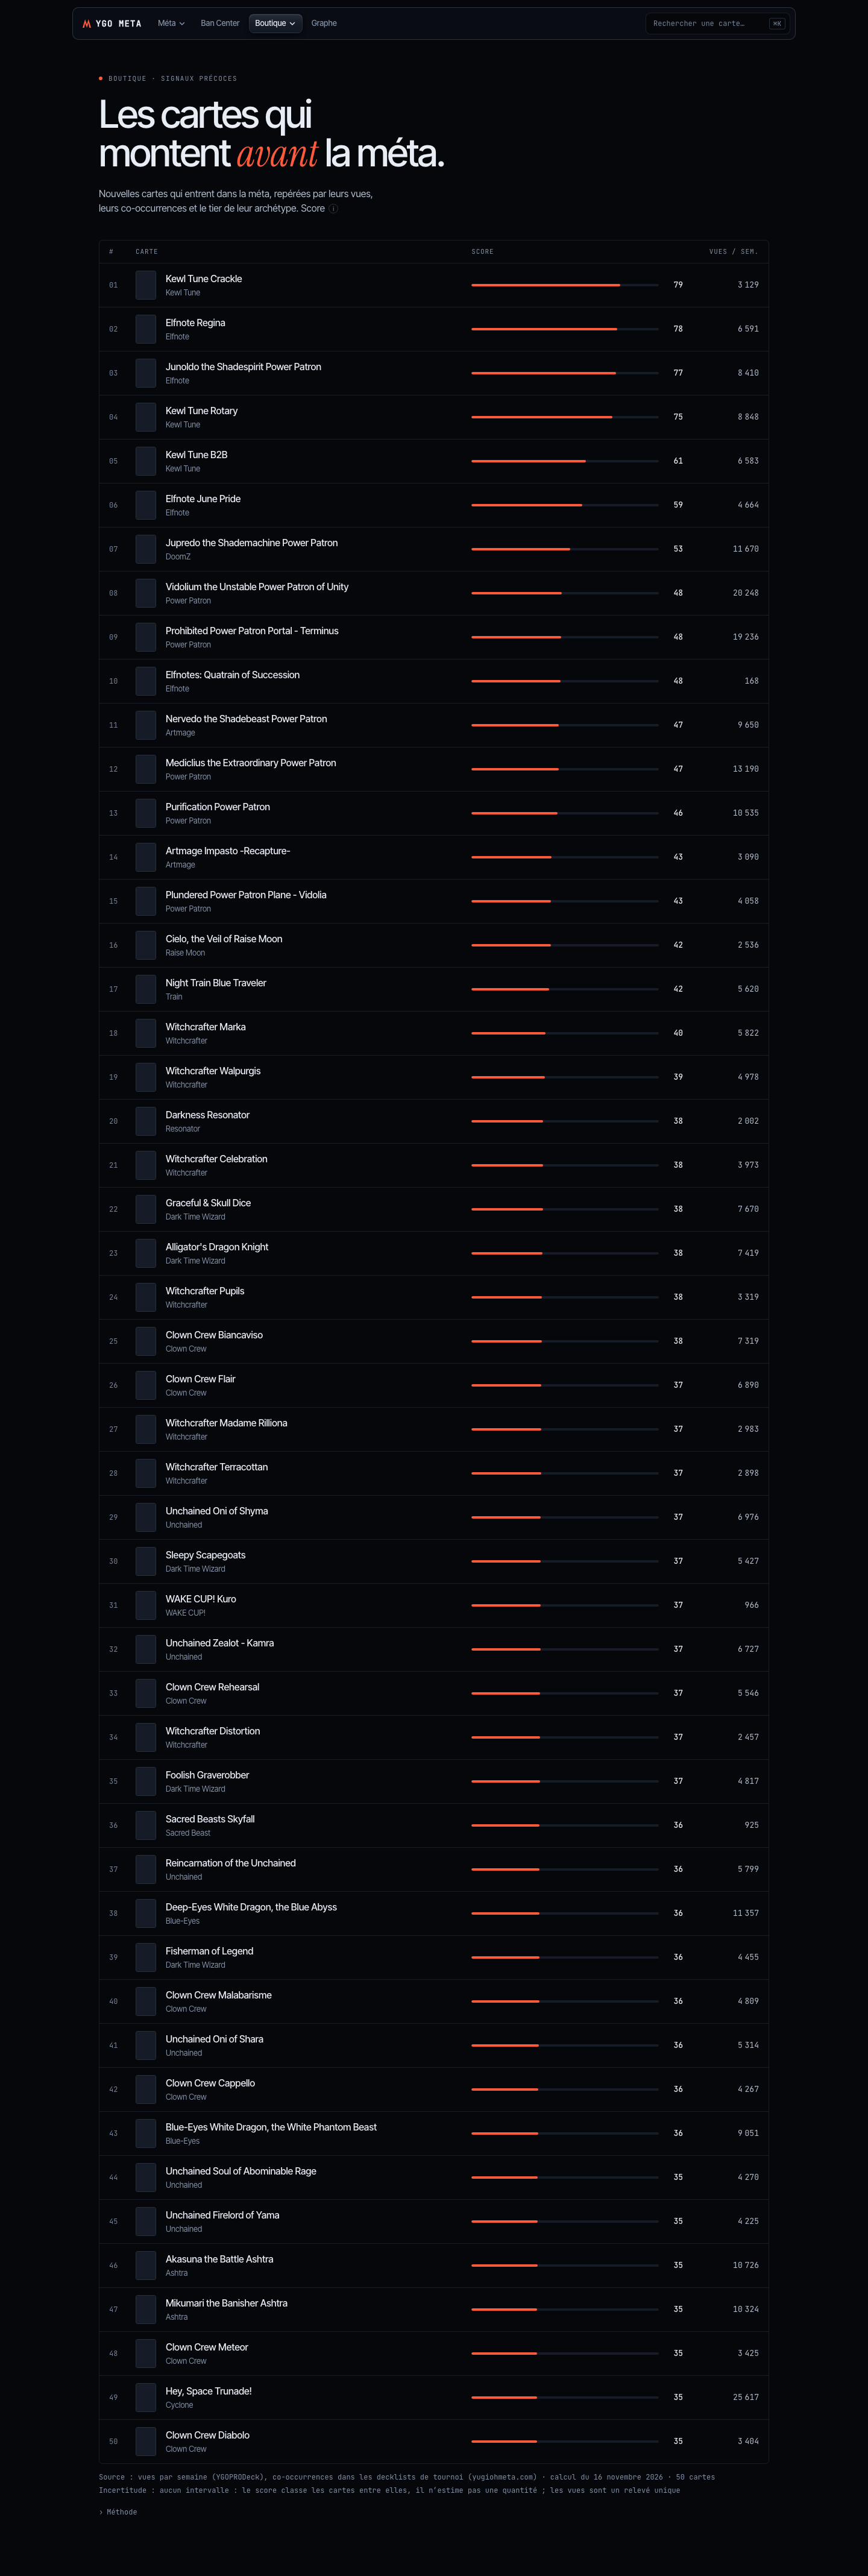 YGO META Méta Ban Center Boutique Graphe Rechercher une carte… ⌘K
BOUTIQUE · SIGNAUX PRÉCOCES
Les cartes qui
montent avant la méta.
Nouvelles cartes qui entrent dans la méta, repérées par leurs vues,
leurs co-occurrences et le tier de leur archétype. Score i
# CARTE SCORE VUES / SEM.
01 Kewl Tune Crackle 79 3 129
Kewl Tune
02 Elfnote Regina 78 6 591
Elfnote
03 Junoldo the Shadespirit Power Patron 77 8 410
Elfnote
04 Kewl Tune Rotary 75 8 848
Kewl Tune
05 Kewl Tune B2B 61 6 583
Kewl Tune
06 Elfnote June Pride 59 4 664
Elfnote
07 Jupredo the Shademachine Power Patron 53 11 670
DoomZ
08 Vidolium the Unstable Power Patron of Unity 48 20 248
Power Patron
09 Prohibited Power Patron Portal - Terminus 48 19 236
Power Patron
10 Elfnotes: Quatrain of Succession 48 168
Elfnote
11 Nervedo the Shadebeast Power Patron 47 9 650
Artmage
12 Mediclius the Extraordinary Power Patron 47 13 190
Power Patron
13 Purification Power Patron 46 10 535
Power Patron
14 Artmage Impasto -Recapture- 43 3 090
Artmage
15 Plundered Power Patron Plane - Vidolia 43 4 058
Power Patron
16 Cielo, the Veil of Raise Moon 42 2 536
Raise Moon
17 Night Train Blue Traveler 42 5 620
Train
18 Witchcrafter Marka 40 5 822
Witchcrafter
19 Witchcrafter Walpurgis 39 4 978
Witchcrafter
20 Darkness Resonator 38 2 002
Resonator
21 Witchcrafter Celebration 38 3 973
Witchcrafter
22 Graceful & Skull Dice 38 7 670
Dark Time Wizard
23 Alligator's Dragon Knight 38 7 419
Dark Time Wizard
24 Witchcrafter Pupils 38 3 319
Witchcrafter
25 Clown Crew Biancaviso 38 7 319
Clown Crew
26 Clown Crew Flair 37 6 890
Clown Crew
27 Witchcrafter Madame Rilliona 37 2 983
Witchcrafter
28 Witchcrafter Terracottan 37 2 898
Witchcrafter
29 Unchained Oni of Shyma 37 6 976
Unchained
30 Sleepy Scapegoats 37 5 427
Dark Time Wizard
31 WAKE CUP! Kuro 37 966
WAKE CUP!
32 Unchained Zealot - Kamra 37 6 727
Unchained
33 Clown Crew Rehearsal 37 5 546
Clown Crew
34 Witchcrafter Distortion 37 2 457
Witchcrafter
35 Foolish Graverobber 37 4 817
Dark Time Wizard
36 Sacred Beasts Skyfall 36 925
Sacred Beast
37 Reincarnation of the Unchained 36 5 799
Unchained
38 Deep-Eyes White Dragon, the Blue Abyss 36 11 357
Blue-Eyes
39 Fisherman of Legend 36 4 455
Dark Time Wizard
40 Clown Crew Malabarisme 36 4 809
Clown Crew
41 Unchained Oni of Shara 36 5 314
Unchained
42 Clown Crew Cappello 36 4 267
Clown Crew
43 Blue-Eyes White Dragon, the White Phantom Beast 36 9 051
Blue-Eyes
44 Unchained Soul of Abominable Rage 35 4 270
Unchained
45 Unchained Firelord of Yama 35 4 225
Unchained
46 Akasuna the Battle Ashtra 35 10 726
Ashtra
47 Mikumari the Banisher Ashtra 35 10 324
Ashtra
48 Clown Crew Meteor 35 3 425
Clown Crew
49 Hey, Space Trunade! 35 25 617
Cyclone
50 Clown Crew Diabolo 35 3 404
Clown Crew
Source : vues par semaine (YGOPRODeck), co-occurrences dans les decklists de tournoi (yugiohmeta.com) · calcul du 16 novembre 2026 · 50 cartes
Incertitude : aucun intervalle : le score classe les cartes entre elles, il n’estime pas une quantité ; les vues sont un relevé unique
› Méthode